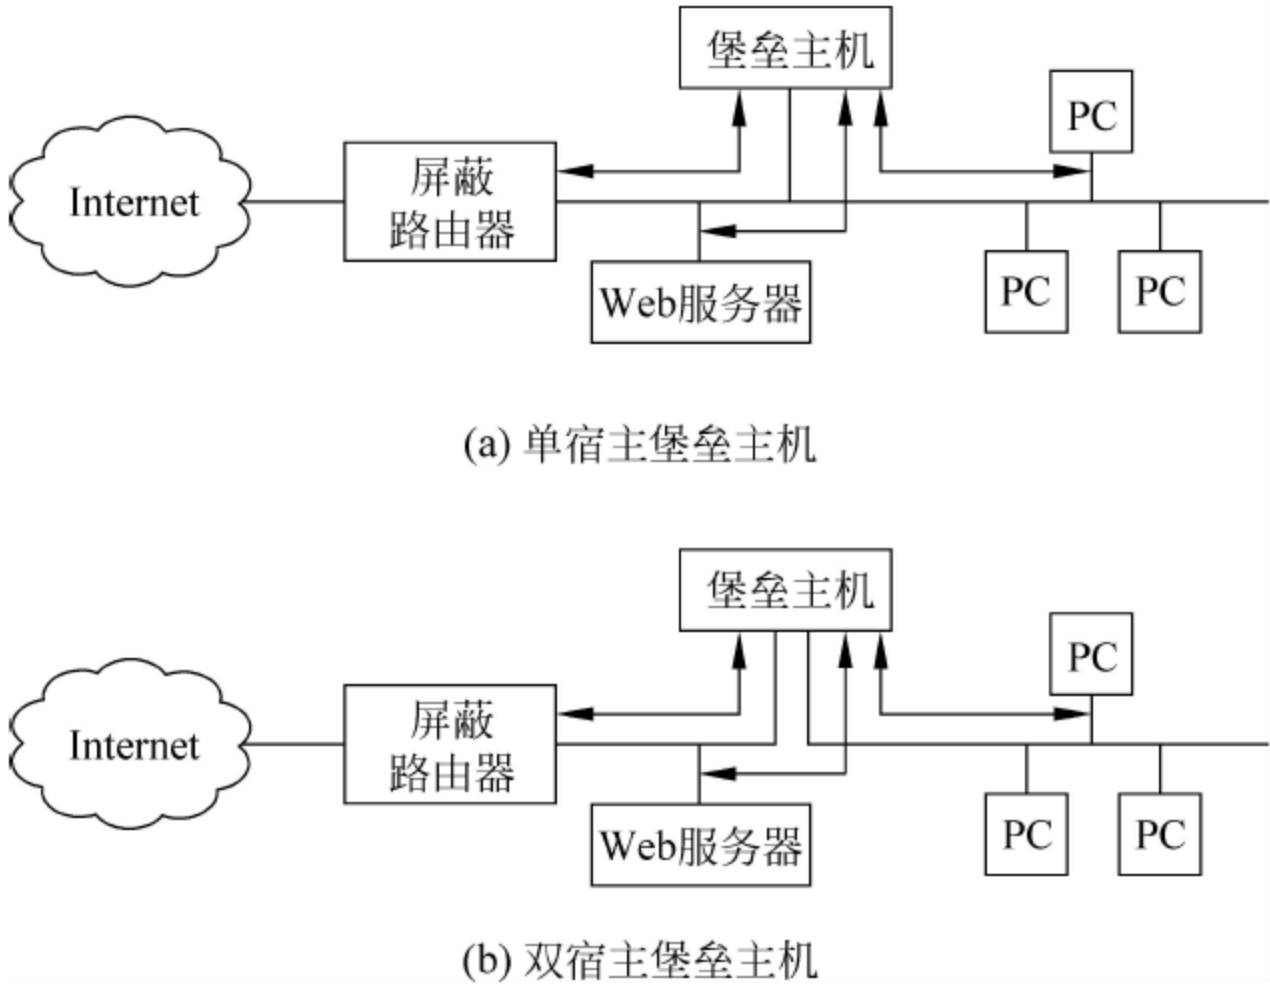 堡垒主机
PC
Internet
屏蔽
路由器
Web服务器
PC
PC
(a) 单宿主堡垒主机
堡垒主机
PC
Internet
屏蔽
路由器
Web服务器
PC
PC
(b) 双宿主堡垒主机